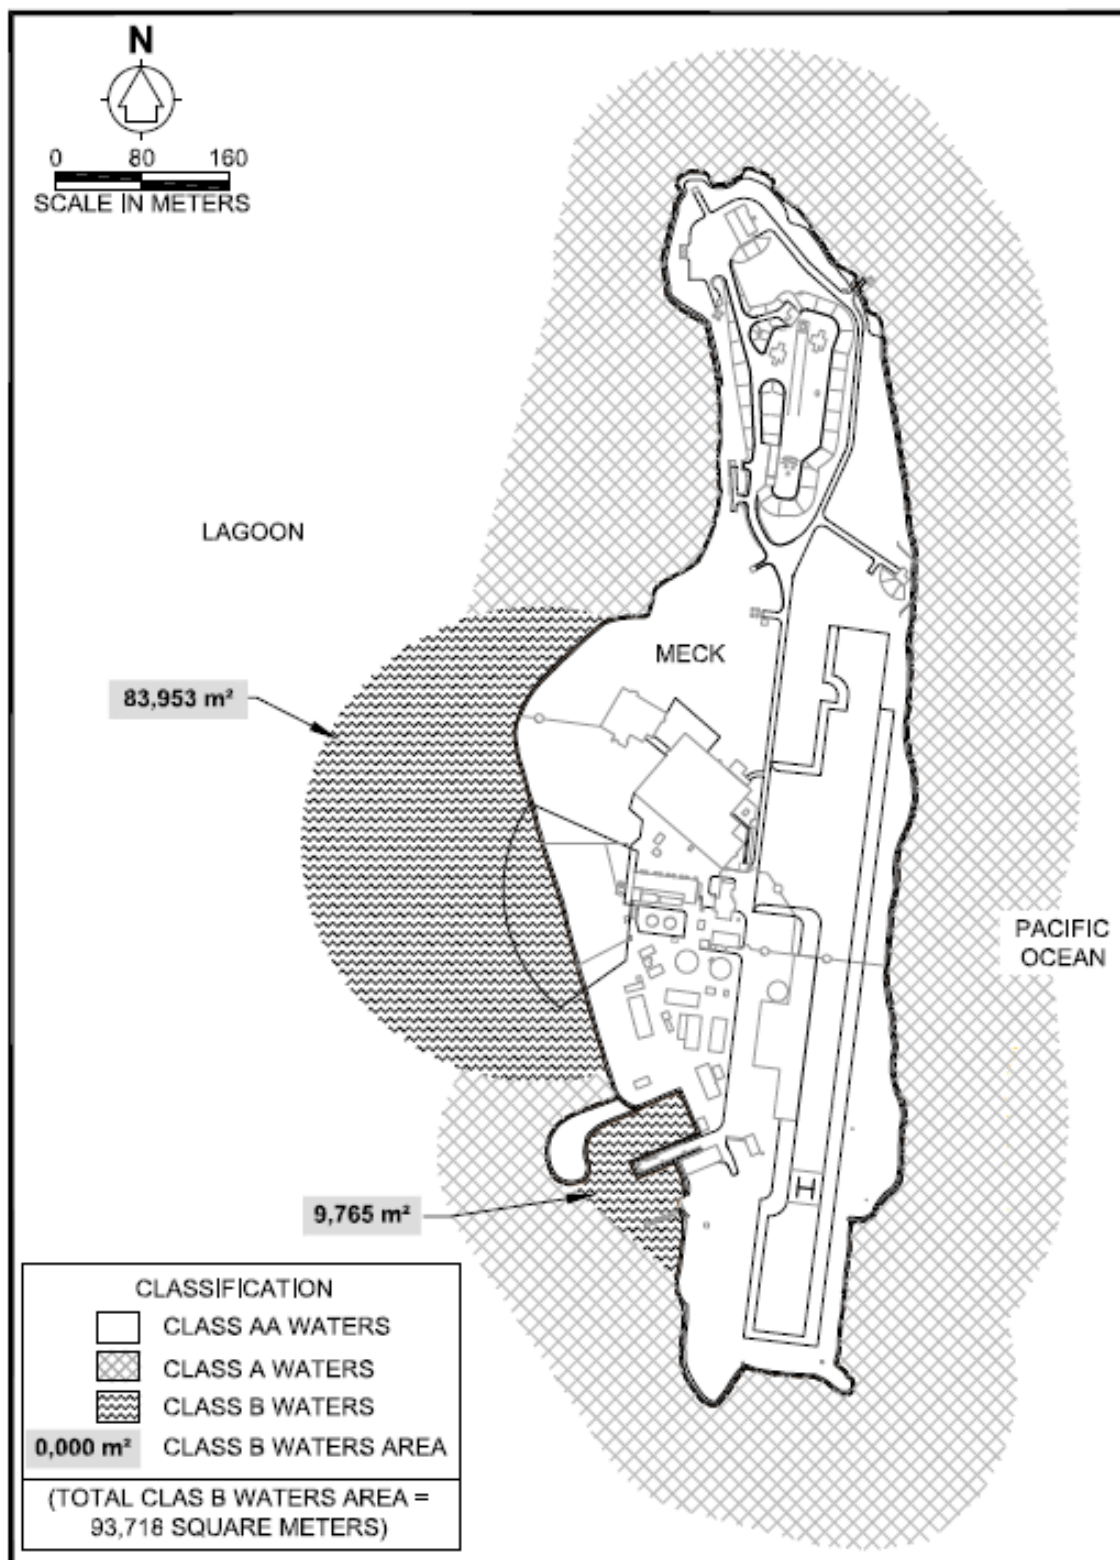 N
0 80 160
SCALE IN METERS
LAGOON
MECK
83,953 m²
PACIFIC
OCEAN
H
9,765 m²
CLASSIFICATION
CLASS AA WATERS
CLASS A WATERS
CLASS B WATERS
0,000 m² CLASS B WATERS AREA
(TOTAL CLAS B WATERS AREA =
93,718 SQUARE METERS)